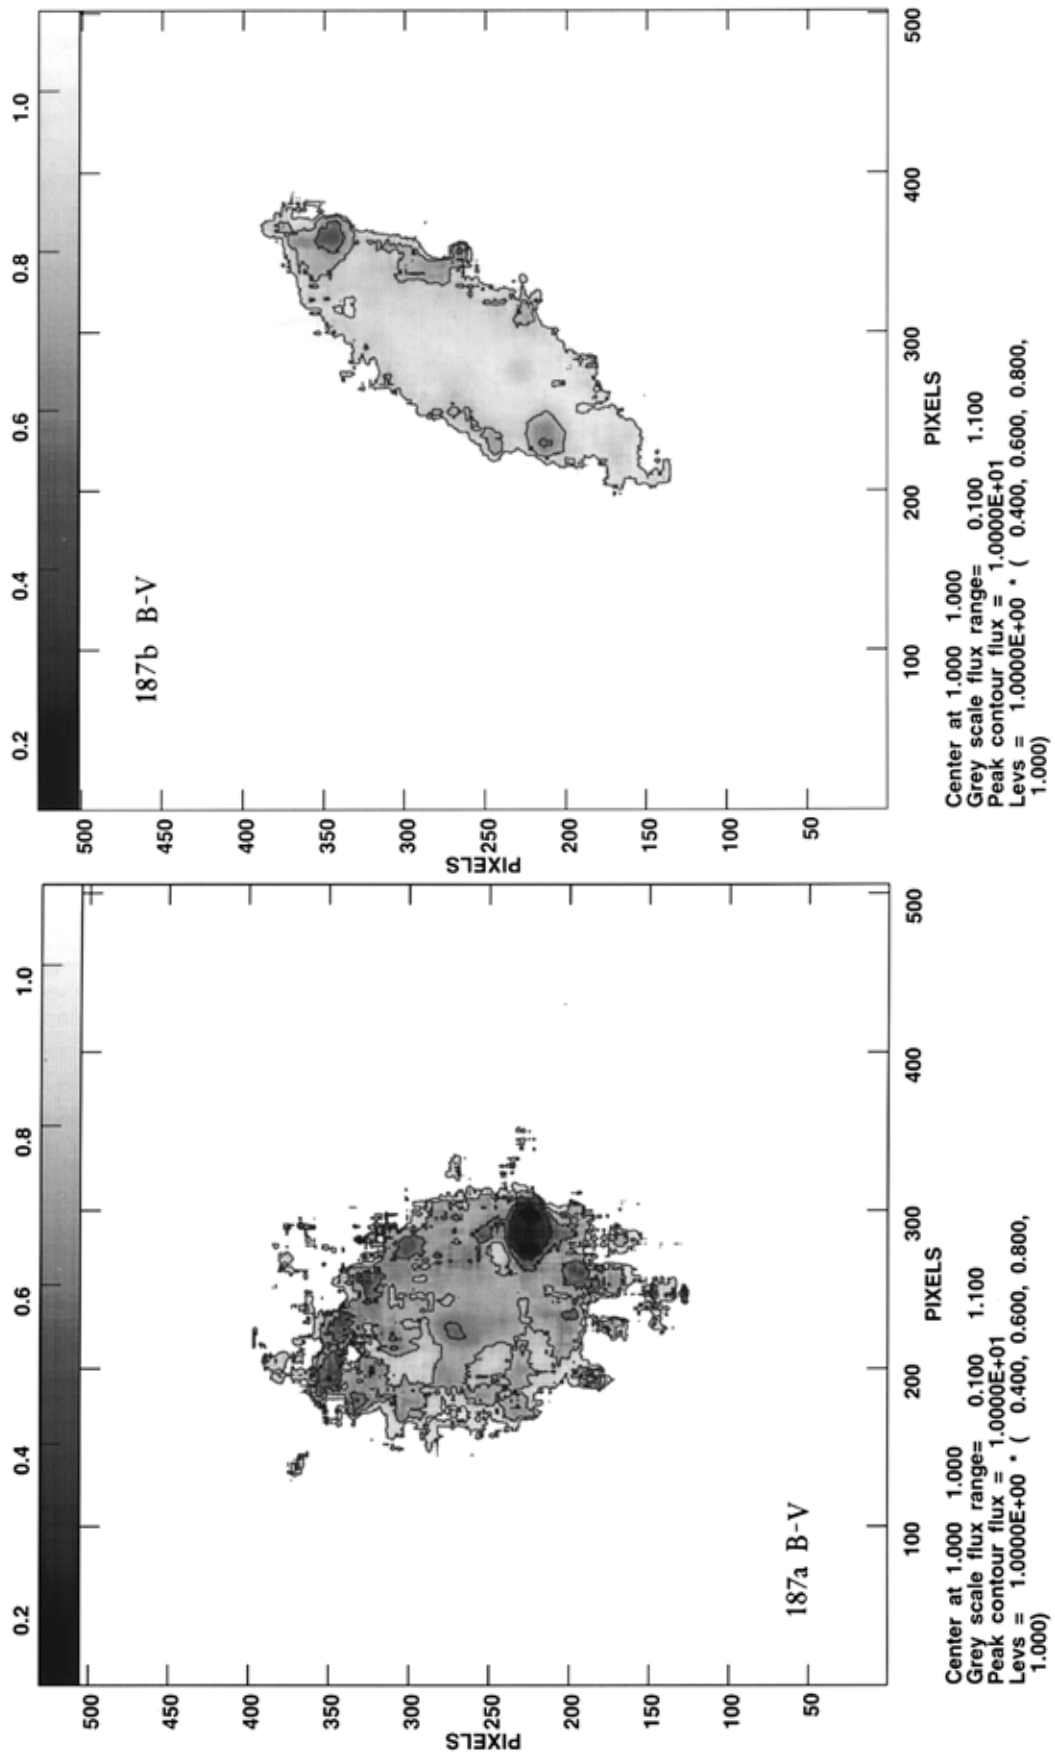 0.2 0.4 0.6 0.8 1.0
500
450
400
350
300
250
200
150
100
50
PIXELS
187a B-V
100 200 300 400 500
PIXELS
Center at 1.000 1.000
Grey scale flux range= 0.100 1.100
Peak contour flux = 1.0000E+01
Levs = 1.0000E+00 * ( 0.400, 0.600, 0.800,
1.000)
0.2 0.4 0.6 0.8 1.0
500
450
400
350
300
250
200
150
100
50
PIXELS
187b B-V
100 200 300 400 500
PIXELS
Center at 1.000 1.000
Grey scale flux range= 0.100 1.100
Peak contour flux = 1.0000E+01
Levs = 1.0000E+00 * ( 0.400, 0.600, 0.800,
1.000)